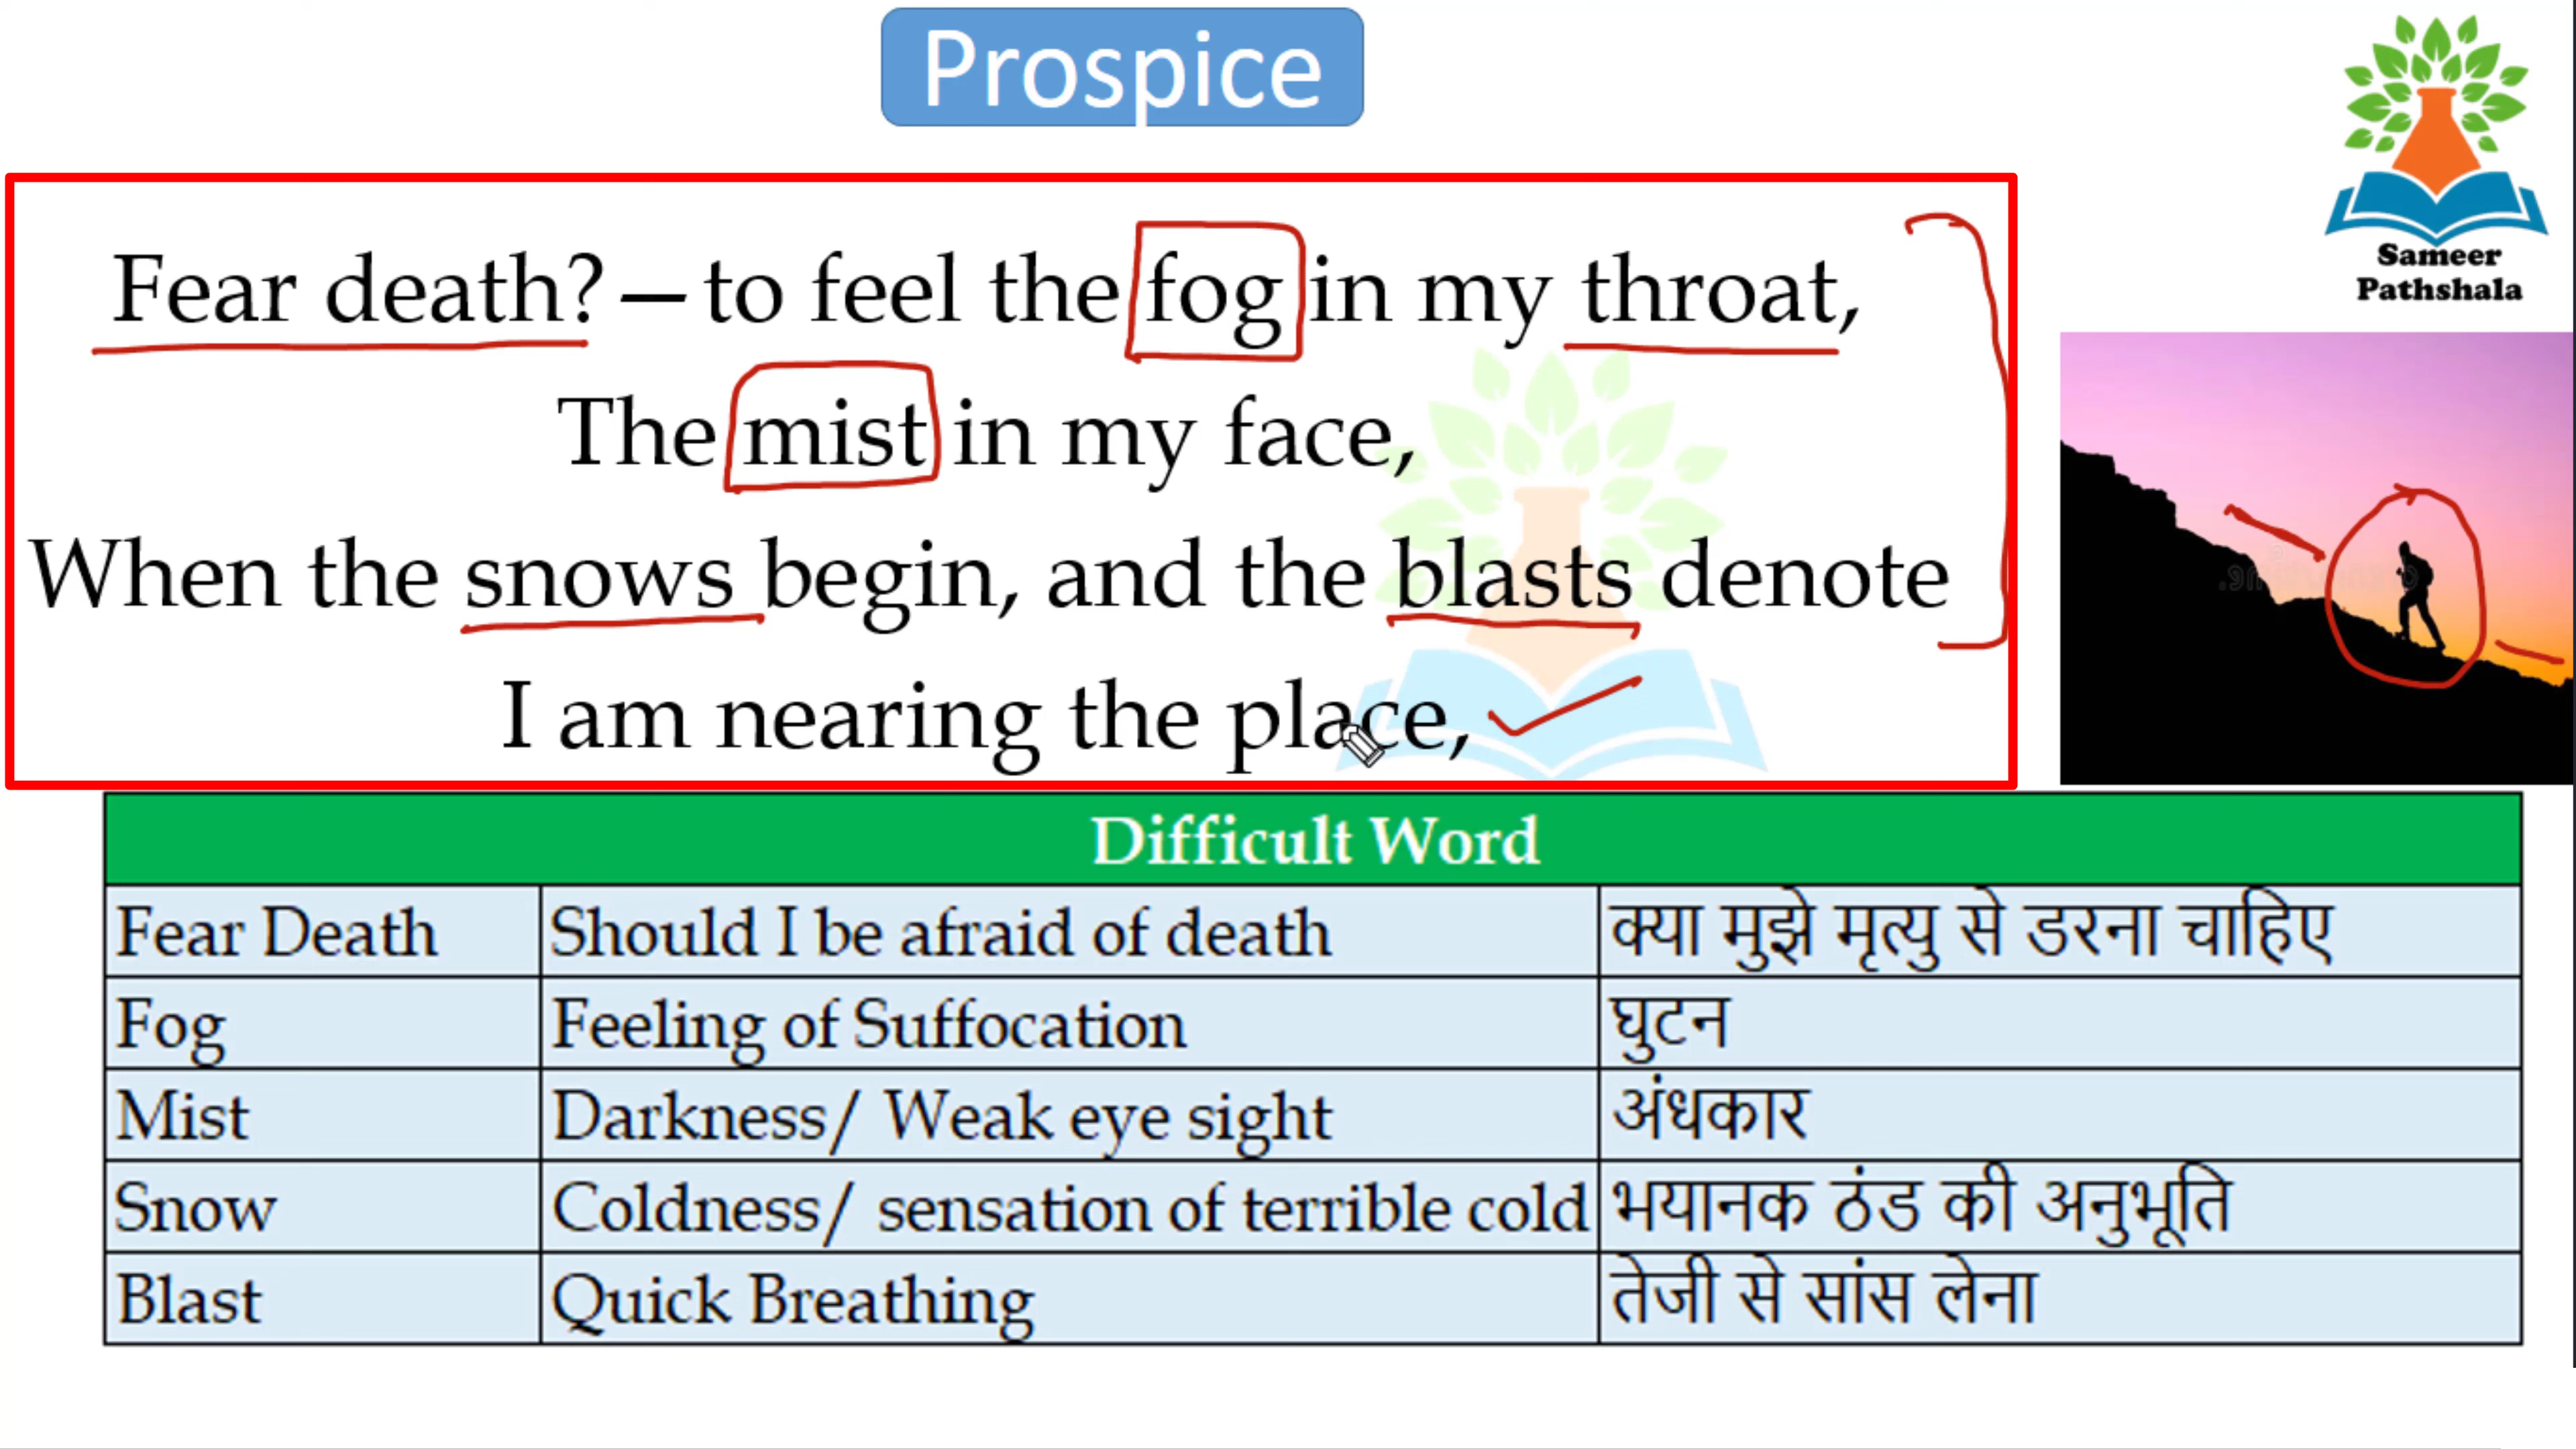 Prospice
Sameer
Pathshala
Fear death?—to feel the fog in my throat,
The mist in my face,
When the snows begin, and the blasts denote
I am nearing the place,
Difficult Word
Fear Death Should I be afraid of death क्या मुझे मृत्यु से डरना चाहिए
Fog Feeling of Suffocation घुटन
Mist Darkness/ Weak eye sight अंधकार
Snow Coldness/ sensation of terrible cold भयानक ठंड की अनुभूति
Blast Quick Breathing तेजी से सांस लेना